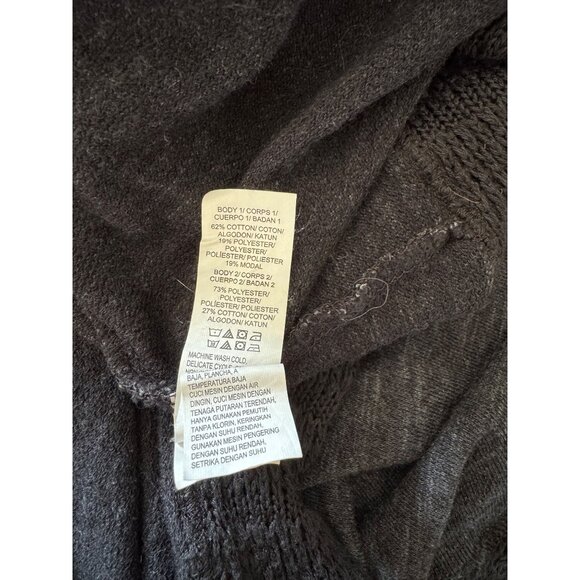 BODY 1/ CORPS 1/
CUERPO 1/ BADAN 1
62% COTTON/ COTON/
ALGODON/ KATUN
19% POLYESTER/
POLYESTER/
POLIESTER/ POLIESTER
19% MODAL
BODY 2/ CORPS 2/
CUERPO 2/ BADAN 2
73% POLYESTER/
POLYESTER/
POLIESTER/ POLIESTER
27% COTTON/ COTON/
ALGODON/ KATUN
MACHINE WASH COLD,
DELICATE CYCLE,
BAJA, PLANCHA, A
TEMPERATURA BAJA
CUCI MESIN DENGAN AIR
DINGIN, CUCI MESIN DENGAN
TENAGA PUTARAN TERENDAH,
HANYA GUNAKAN PEMUTIH
TANPA KLORIN, KERINGKAN
DENGAN SUHU RENDAH,
GUNAKAN MESIN PENGERING
DENGAN SUHU RENDAH,
SETRIKA DENGAN SUHU